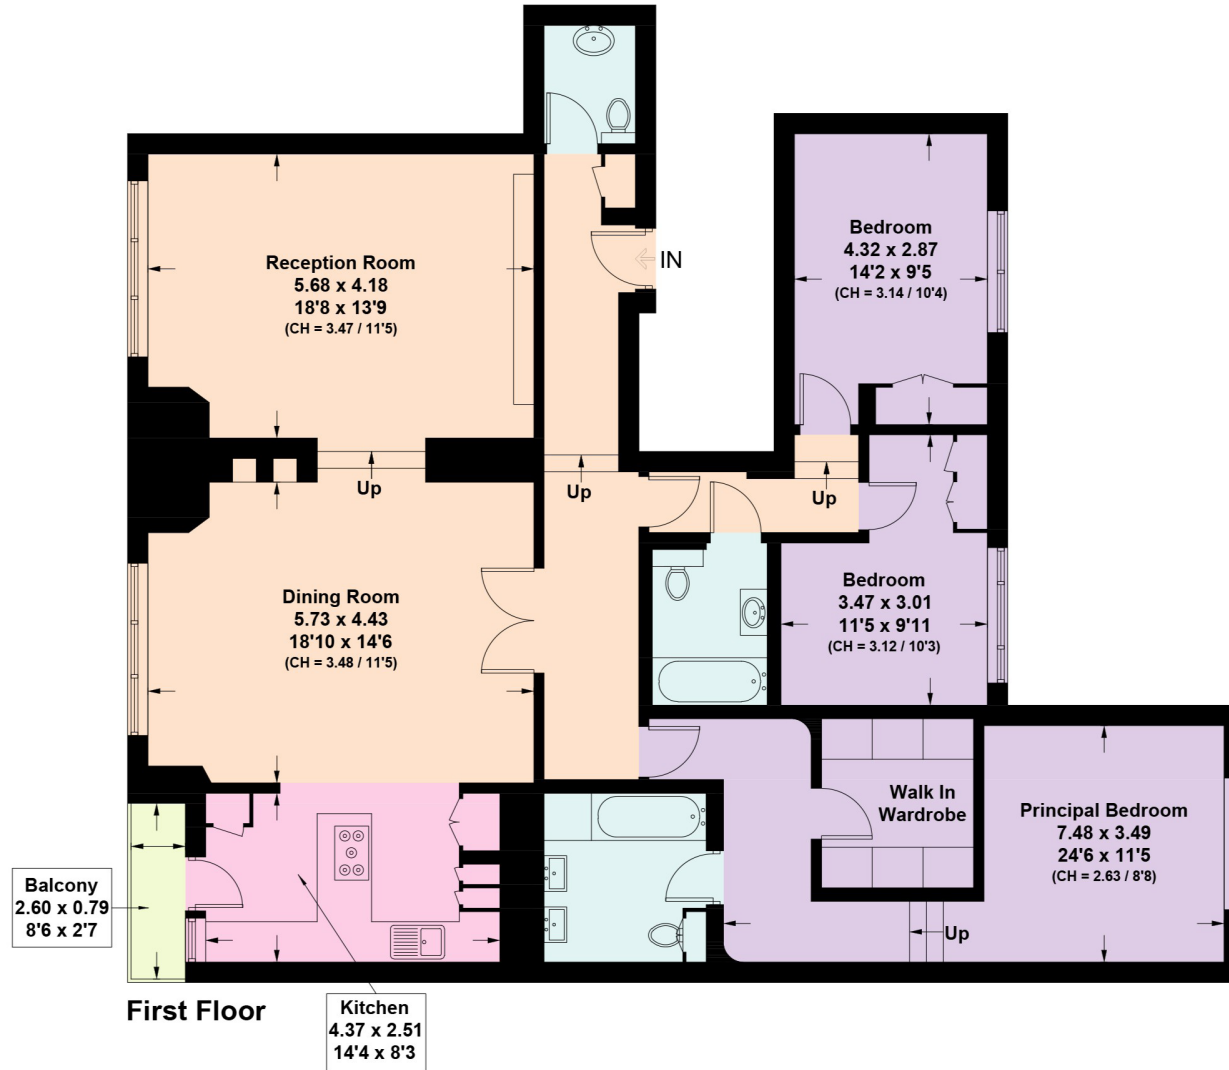 IN
Reception Room
5.68 x 4.18
18'8 x 13'9
(CH = 3.47 / 11'5)
Bedroom
4.32 x 2.87
14'2 x 9'5
(CH = 3.14 / 10'4)
Up
Up
Up
Dining Room
5.73 x 4.43
18'10 x 14'6
(CH = 3.48 / 11'5)
Bedroom
3.47 x 3.01
11'5 x 9'11
(CH = 3.12 / 10'3)
Walk In
Wardrobe
Principal Bedroom
7.48 x 3.49
24'6 x 11'5
(CH = 2.63 / 8'8)
Up
Balcony
2.60 x 0.79
8'6 x 2'7
First Floor
Kitchen
4.37 x 2.51
14'4 x 8'3